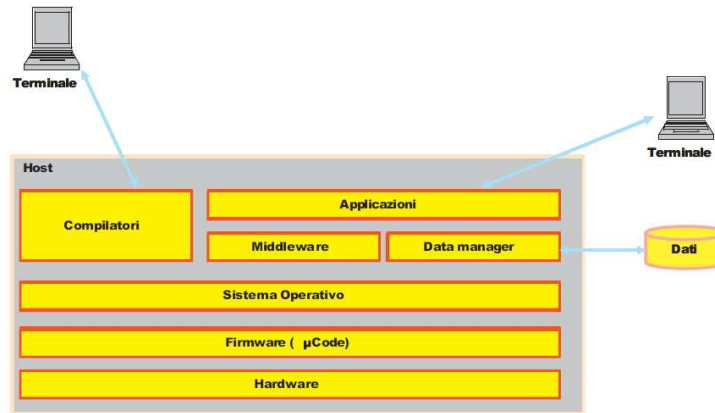 Terminale
Terminale
Host
Applicazioni
Compilatori
Middleware
Data manager
Dati
Sistema Operativo
Firmware ( µCode)
Hardware